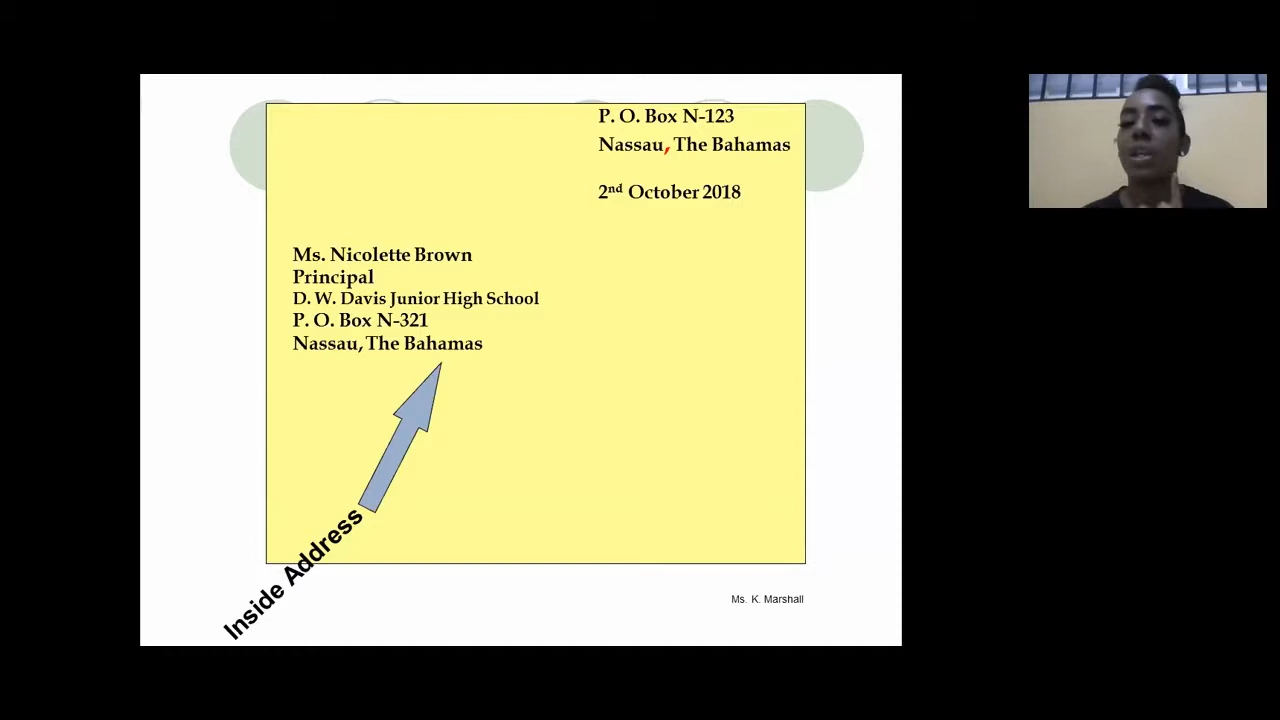 P. O. Box N-123
Nassau, The Bahamas
2nd October 2018
Ms. Nicolette Brown
Principal
D. W. Davis Junior High School
P. O. Box N-321
Nassau, The Bahamas
Inside Address
Ms. K. Marshall